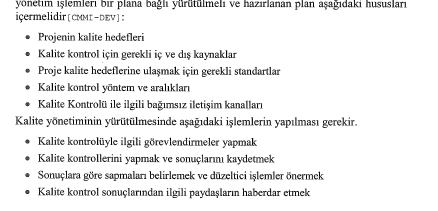 yönetim işlemleri bir plana bağlı yürütülmeli ve hazırlanan plan aşağıdaki hususları
içermelidir[CMMI-DEV]:
• Projenin kalite hedefleri
• Kalite kontrol için gerekli iç ve dış kaynaklar
• Proje kalite hedeflerine ulaşmak için gerekli standartlar
• Kalite kontrol yöntem ve aralıkları
• Kalite Kontrolü ile ilgili bağımsız iletişim kanalları
Kalite yönetiminin yürütülmesinde aşağıdaki işlemlerin yapılması gerekir.
• Kalite kontrolüyle ilgili görevlendirmeler yapmak
• Kalite kontrollerini yapmak ve sonuçlarını kaydetmek
• Sonuçlara göre sapmaları belirlemek ve düzeltici işlemler önermek
• Kalite kontrol sonuçlarından ilgili paydaşların haberdar etmek